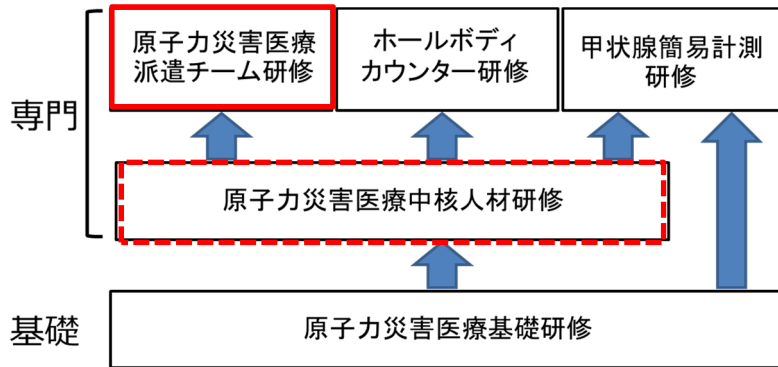 原子力災害医療
派遣チーム研修
ホールボディ
カウンター研修
甲状腺簡易計測
研修
専門
原子力災害医療中核人材研修
基礎
原子力災害医療基礎研修